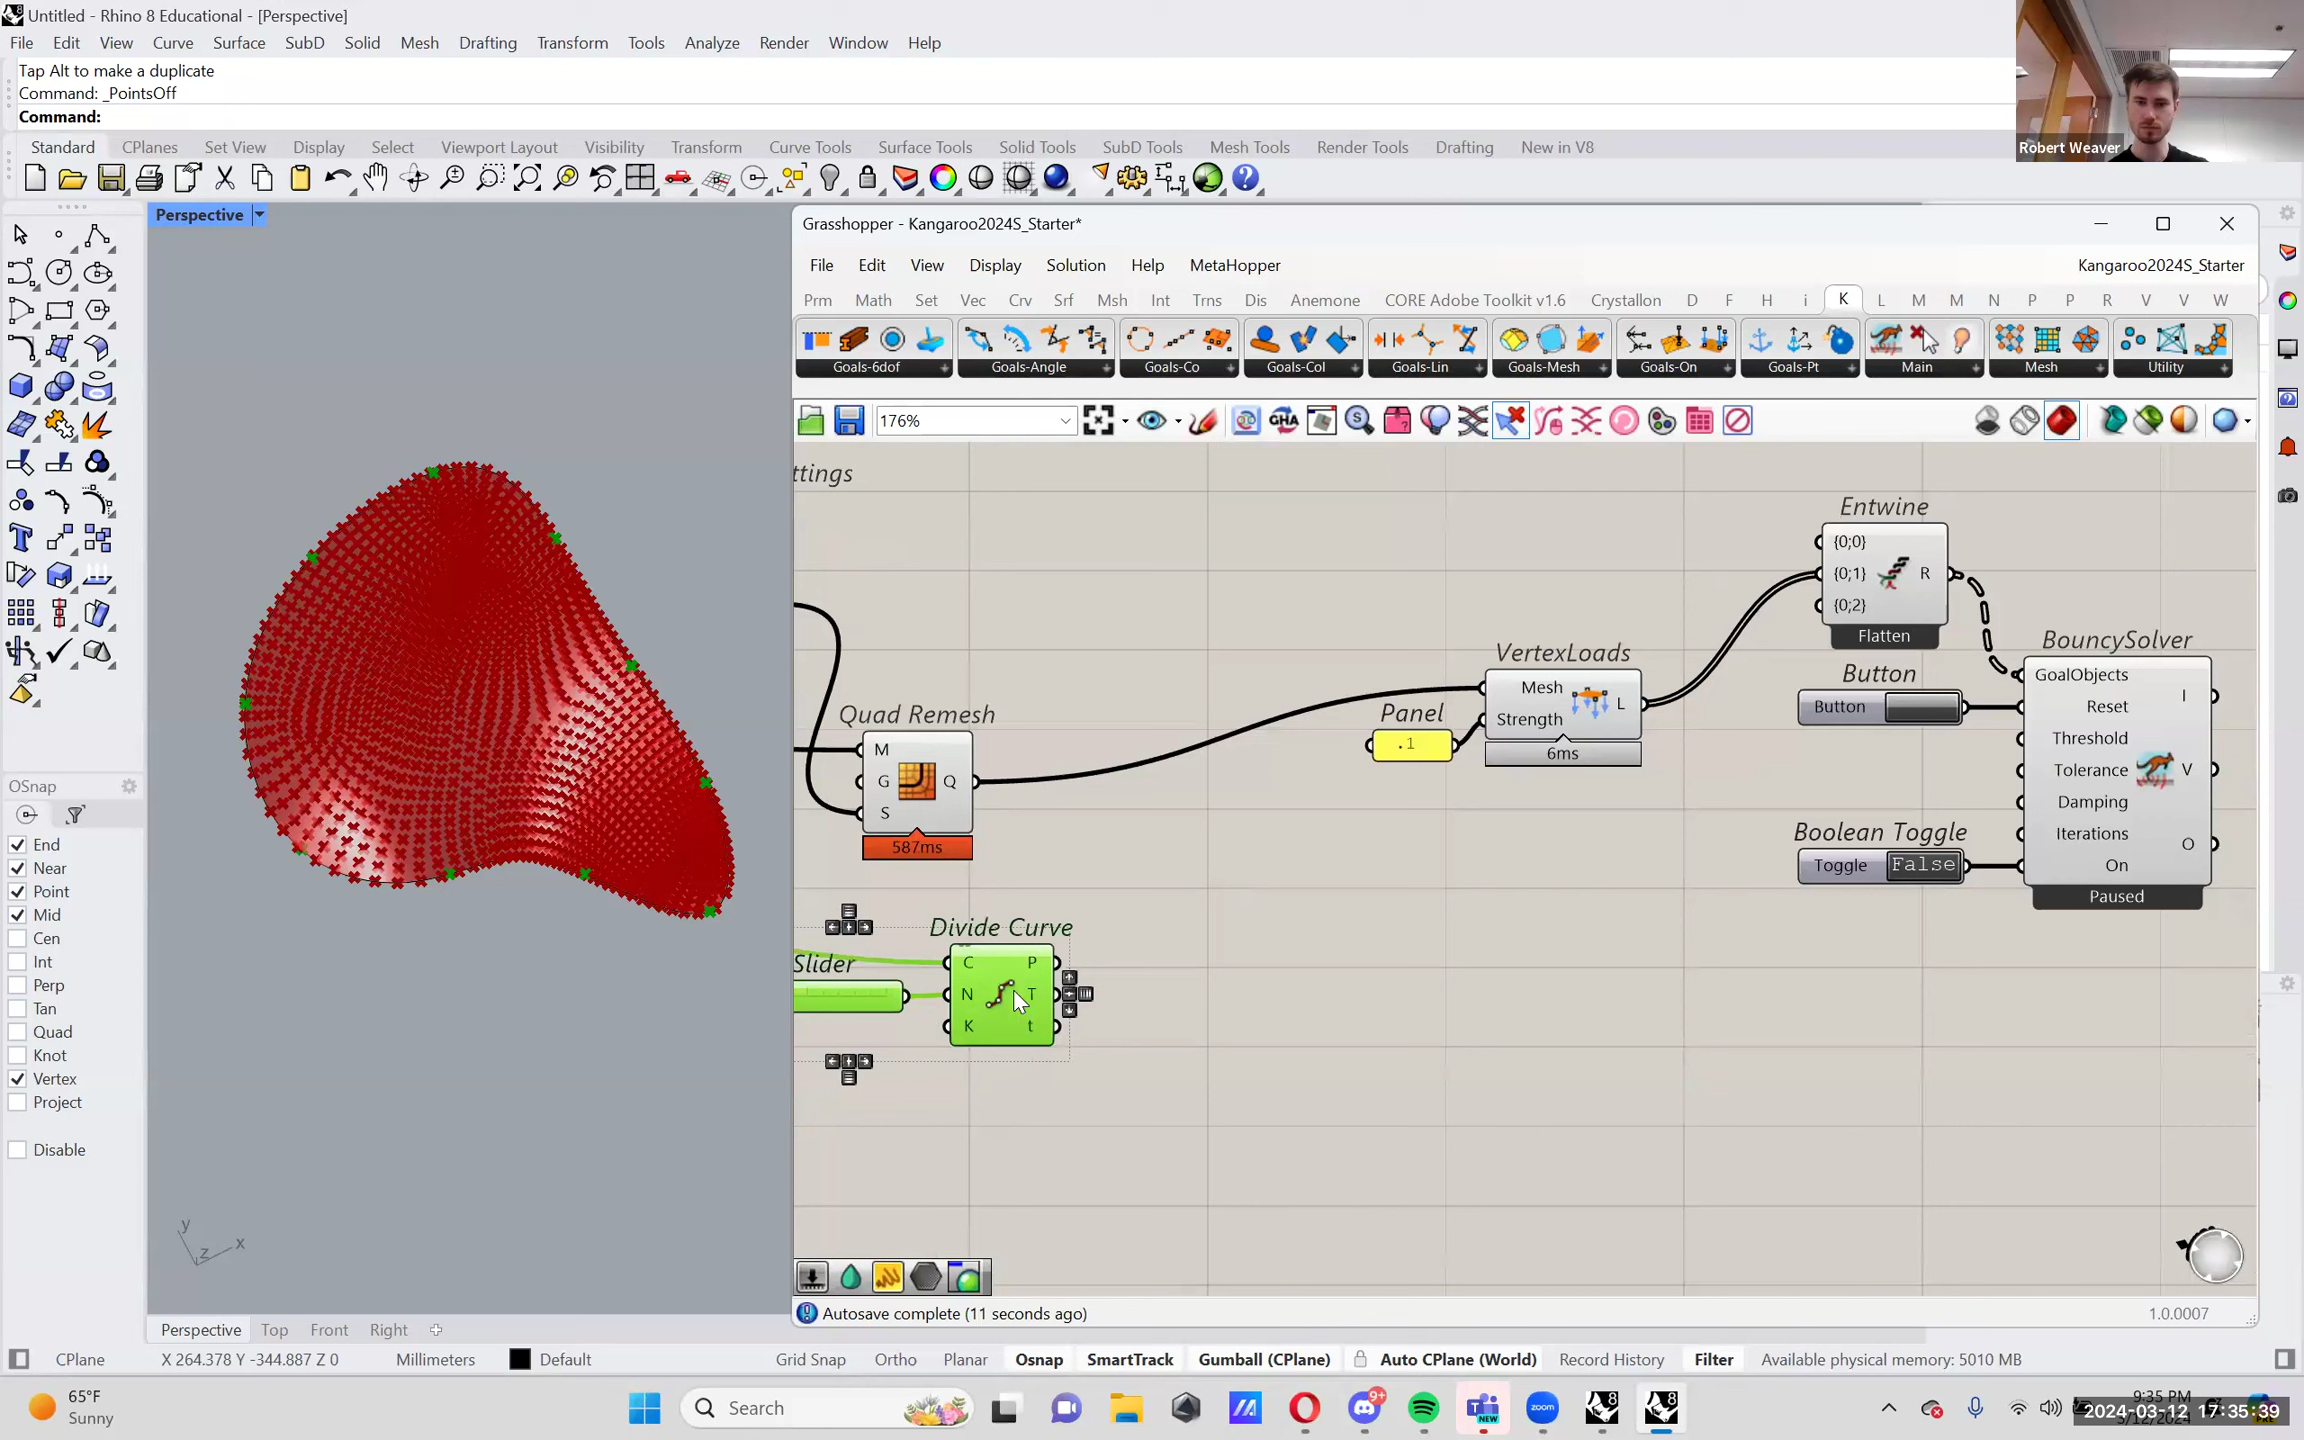 Untitled - Rhino 8 Educational - [Perspective]
File Edit View Curve Surface SubD Solid Mesh Drafting Transform Tools Analyze Render Window Help
Tap Alt to make a duplicate
Command: _PointsOff
Command:
Robert Weaver
Standard CPlanes Set View Display Select Viewport Layout Visibility Transform Curve Tools Surface Tools Solid Tools SubD Tools Mesh Tools Render Tools Drafting New in V8
Perspective
Grasshopper - Kangaroo2024S_Starter*
File Edit View Display Solution Help MetaHopper Kangaroo2024S_Starter
Prm Math Set Vec Crv Srf Msh Int Trns Dis Anemone CORE Adobe Toolkit v1.6 Crystallon D F H i K L M M N P P R V V W
Goals-6dof Goals-Angle Goals-Co Goals-Col Goals-Lin Goals-Mesh Goals-On Goals-Pt Main Mesh Utility
176%
ttings
Entwine
{0;0}
{0;1} R
{0;2}
Flatten
VertexLoads
Mesh
Strength L
6ms
Panel
.1
BouncySolver
GoalObjects
Reset
Threshold
Tolerance
Damping
Iterations
On
I
V
O
Paused
Button
Button
Boolean Toggle
Toggle False
Quad Remesh
M
G Q
S
587ms
Divide Curve
C P
N T
K t
Slider
OSnap
End
Near
Point
Mid
Cen
Int
Perp
Tan
Quad
Knot
Vertex
Project
Disable
y
z x
Autosave complete (11 seconds ago)
1.0.0007
Perspective Top Front Right
CPlane X 264.378 Y -344.887 Z 0 Millimeters Default Grid Snap Ortho Planar Osnap SmartTrack Gumball (CPlane) Auto CPlane (World) Record History Filter Available physical memory: 5010 MB
65°F
Sunny
Search
9+
NEW
zoom
9:35 PM
2024-03-12 17:35:39